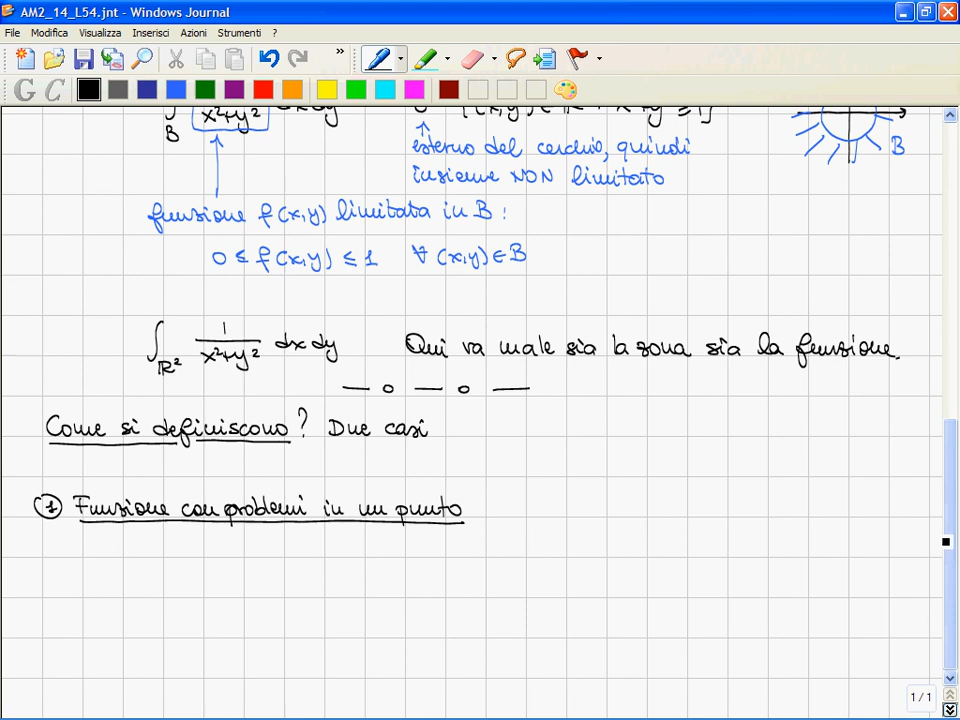 AM2_14_L54.jnt - Windows Journal
File Modifica Visualizza Inserisci Azioni Strumenti ?
B x²+y²
esterno del cerchio, quindi
insieme NON limitato
B
funzione f(x,y) limitata in B :
0 ≤ f(x,y) ≤ 1 ∀ (x,y) ∈ B
∫_{ℝ²} 1/(x²+y²) dx dy Qui va male sia la zona sia la funzione.
— o — o —
Come si definiscono? Due casi
① Funzione con problemi in un punto
1 / 1